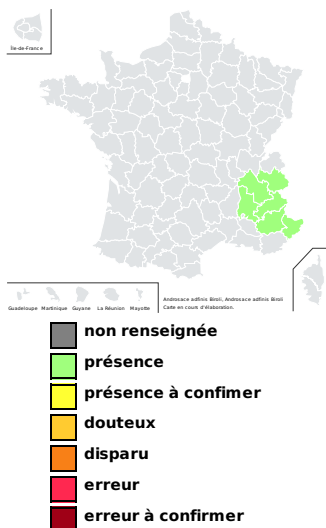 Île-de-France
Androsace adfinis Biroli, Androsace adfinis Biroli
Carte en cours d'élaboration.
Guadeloupe Martinique Guyane La Réunion Mayotte
non renseignée
présence
présence à confimer
douteux
disparu
erreur
erreur à confirmer